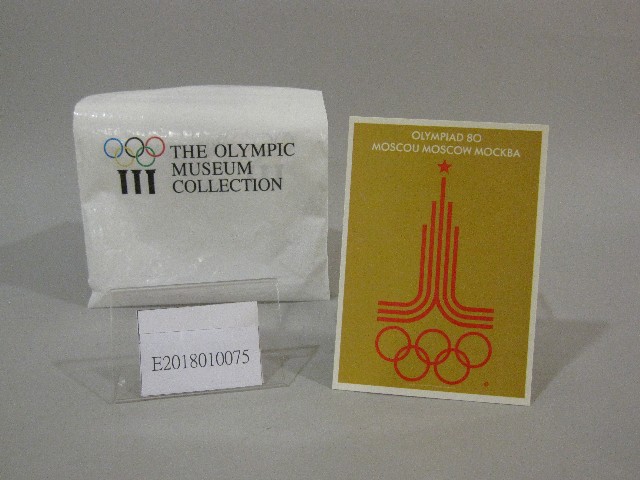 THE OLYMPIC
MUSEUM
COLLECTION
E2018010075
OLYMPIAD 80
MOSCOU MOSCOW МОСКВА